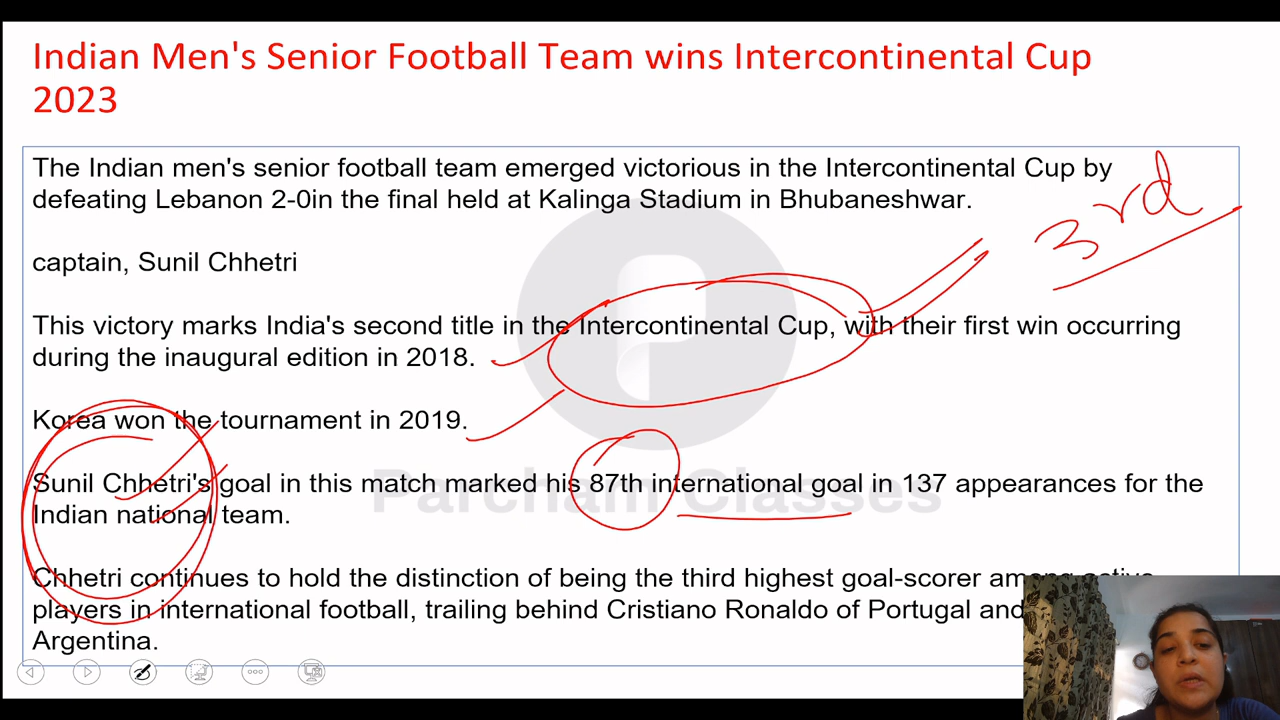 Indian Men's Senior Football Team wins Intercontinental Cup
2023
The Indian men's senior football team emerged victorious in the Intercontinental Cup by
defeating Lebanon 2-0in the final held at Kalinga Stadium in Bhubaneshwar.
3rd
captain, Sunil Chhetri
This victory marks India's second title in the Intercontinental Cup, with their first win occurring
during the inaugural edition in 2018.
Korea won the tournament in 2019.
Sunil Chhetri's goal in this match marked his 87th international goal in 137 appearances for the
Indian national team.
Parcham Classes
Chhetri continues to hold the distinction of being the third highest goal-scorer among active
players in international football, trailing behind Cristiano Ronaldo of Portugal and
Argentina.